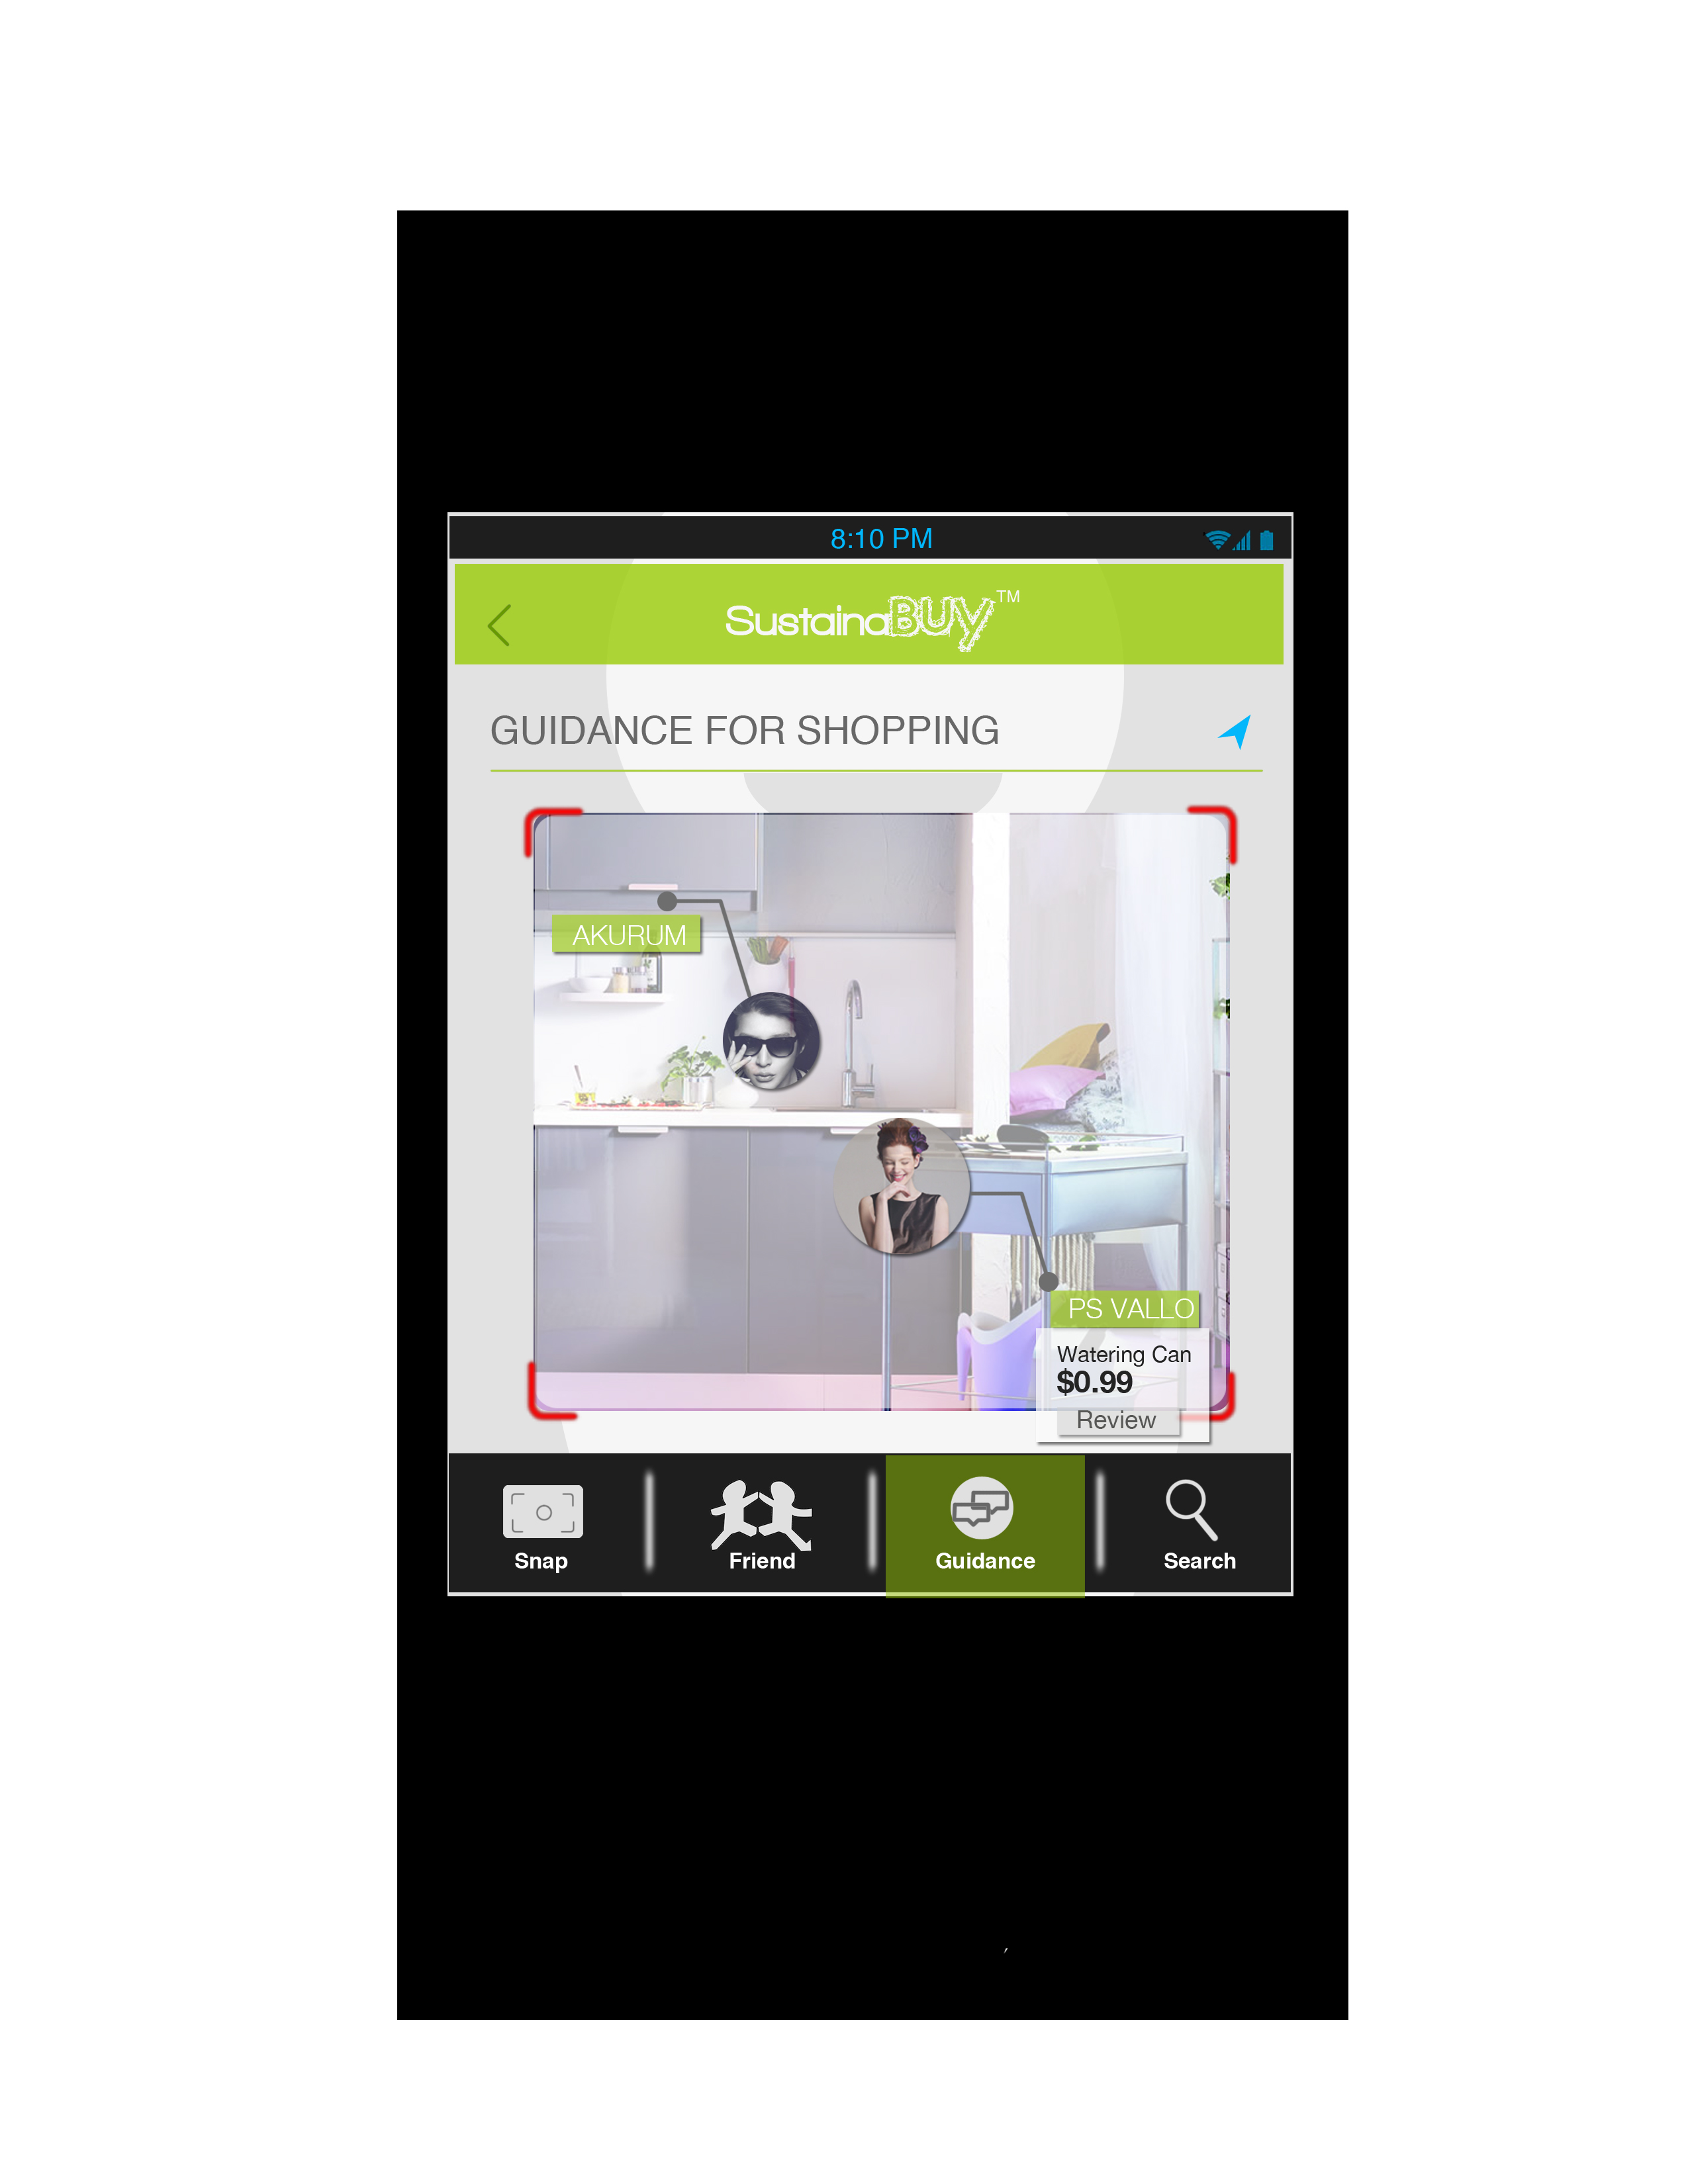 8:10 PM
SustainaBUY™
GUIDANCE FOR SHOPPING
AKURUM
PS VALLO
Watering Can
$0.99
Review
Snap
Friend
Guidance
Search